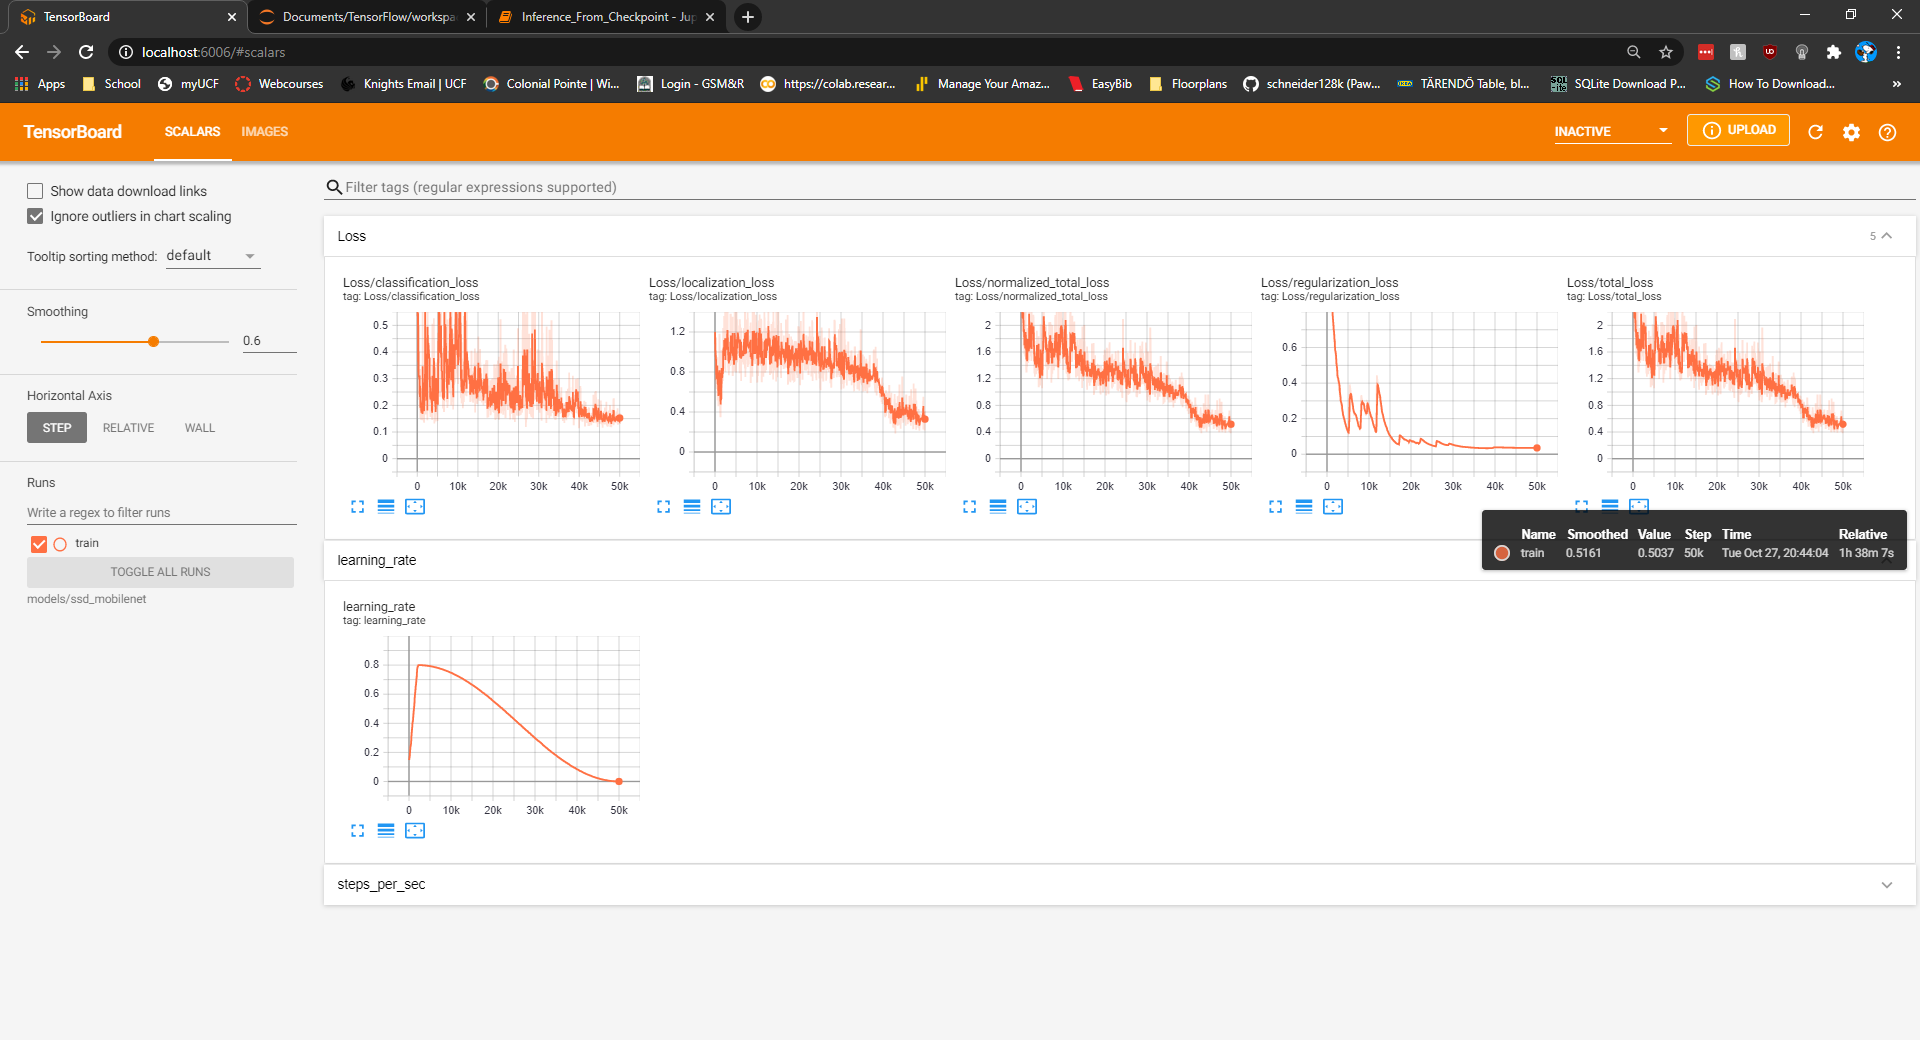 TensorBoard
Documents/TensorFlow/workspa
Inference_From_Checkpoint - Jup
localhost:6006/#scalars
Apps School myUCF Webcourses Knights Email | UCF Colonial Pointe | Wi... Login - GSM&R https://colab.resear... Manage Your Amaz... EasyBib Floorplans schneider128k (Paw... TÄRENDÖ Table, bl... SQLite Download P... How To Download... »
TensorBoard SCALARS IMAGES INACTIVE UPLOAD
Show data download links
Ignore outliers in chart scaling
Tooltip sorting method: default
Smoothing
0.6
Horizontal Axis
STEP RELATIVE WALL
Runs
Write a regex to filter runs
train
TOGGLE ALL RUNS
models/ssd_mobilenet
Filter tags (regular expressions supported)
Loss 5
Loss/classification_loss
tag: Loss/classification_loss
0.5
0.4
0.3
0.2
0.1
0
0 10k 20k 30k 40k 50k
Loss/localization_loss
tag: Loss/localization_loss
1.2
0.8
0.4
0
0 10k 20k 30k 40k 50k
Loss/normalized_total_loss
tag: Loss/normalized_total_loss
2
1.6
1.2
0.8
0.4
0
0 10k 20k 30k 40k 50k
Loss/regularization_loss
tag: Loss/regularization_loss
0.6
0.4
0.2
0
0 10k 20k 30k 40k 50k
Loss/total_loss
tag: Loss/total_loss
2
1.6
1.2
0.8
0.4
0
0 10k 20k 30k 40k 50k
Name Smoothed Value Step Time Relative
train 0.5161 0.5037 50k Tue Oct 27, 20:44:04 1h 38m 7s
learning_rate
learning_rate
tag: learning_rate
0.8
0.6
0.4
0.2
0
0 10k 20k 30k 40k 50k
steps_per_sec